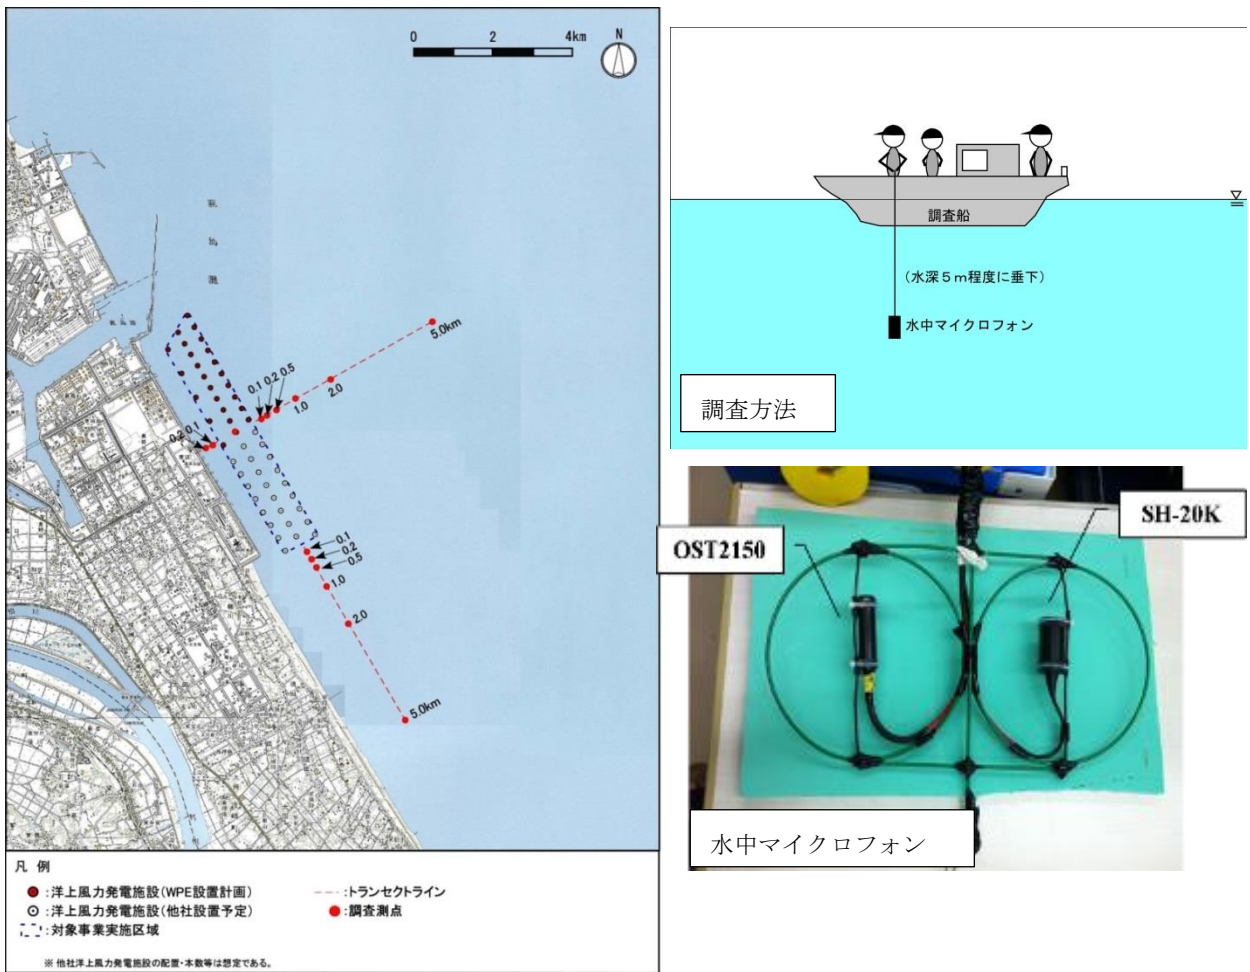 0 2 4km
N
鹿
島
灘
5.0km
2.0
1.0
0.5
0.2
0.1
0.1
0.2
0.1
0.2
0.5
1.0
2.0
5.0km
凡 例
:洋上風力発電施設(WPE設置計画)
:洋上風力発電施設(他社設置予定)
:対象事業実施区域
:トランセクトライン
:調査測点
※ 他社洋上風力発電施設の配置・本数等は想定である。
調査船
(水深５ｍ程度に垂下)
水中マイクロフォン
調査方法
OST2150
SH-20K
水中マイクロフォン